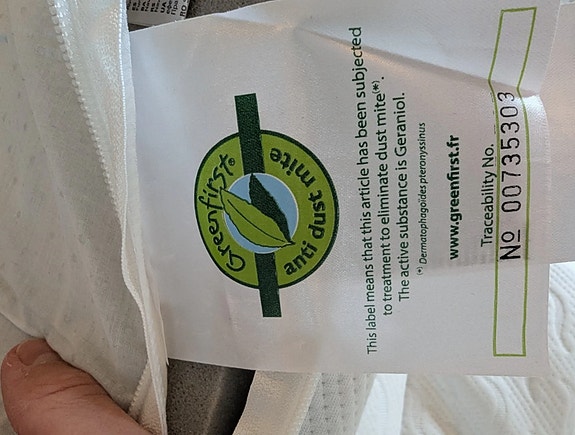 Greenfirst®
anti dust mite
This label means that this article has been subjected
to treatment to eliminate dust mite(*).
The active substance is Geraniol.
(*) Dermatophagoïdes pteronyssinus
www.greenfirst.fr
Traceability No.
No 00735303